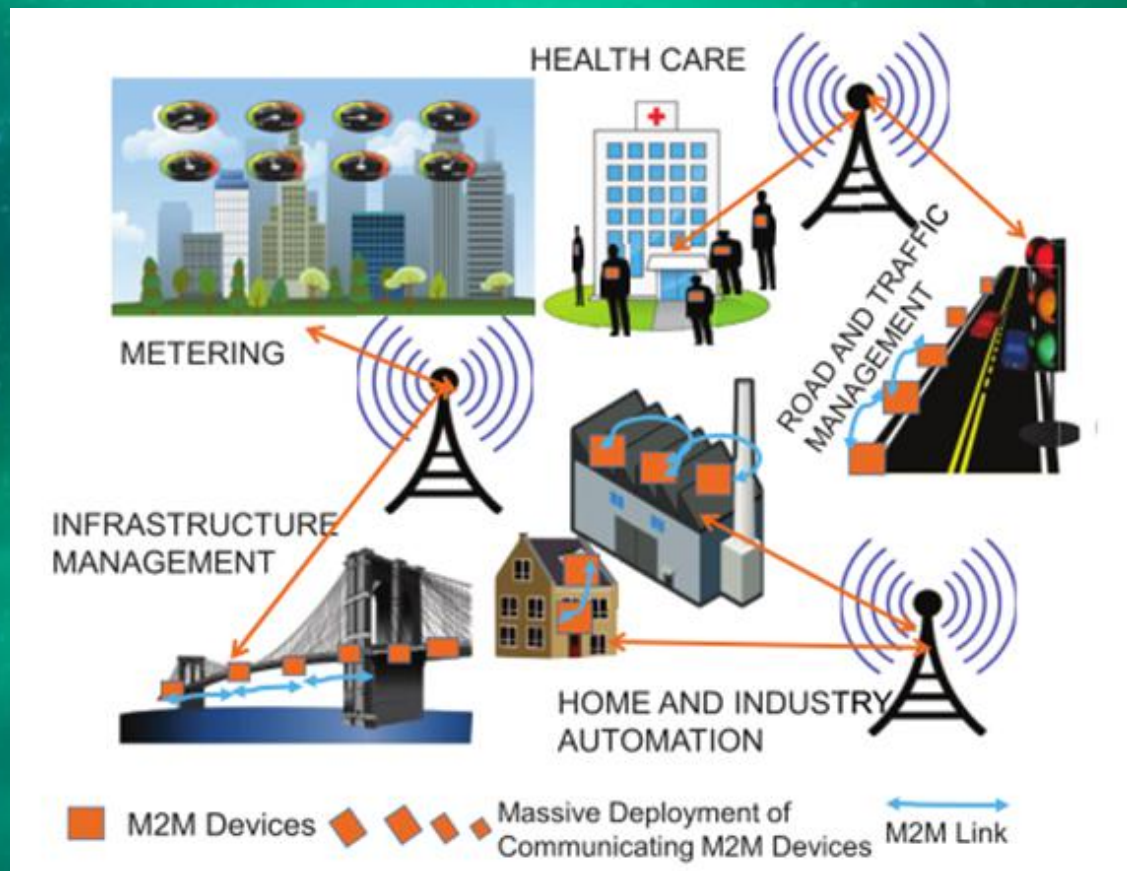 HEALTH CARE
METERING
ROAD AND TRAFFIC
MANAGEMENT
INFRASTRUCTURE
MANAGEMENT
HOME AND INDUSTRY
AUTOMATION
M2M Devices
Massive Deployment of
Communicating M2M Devices
M2M Link